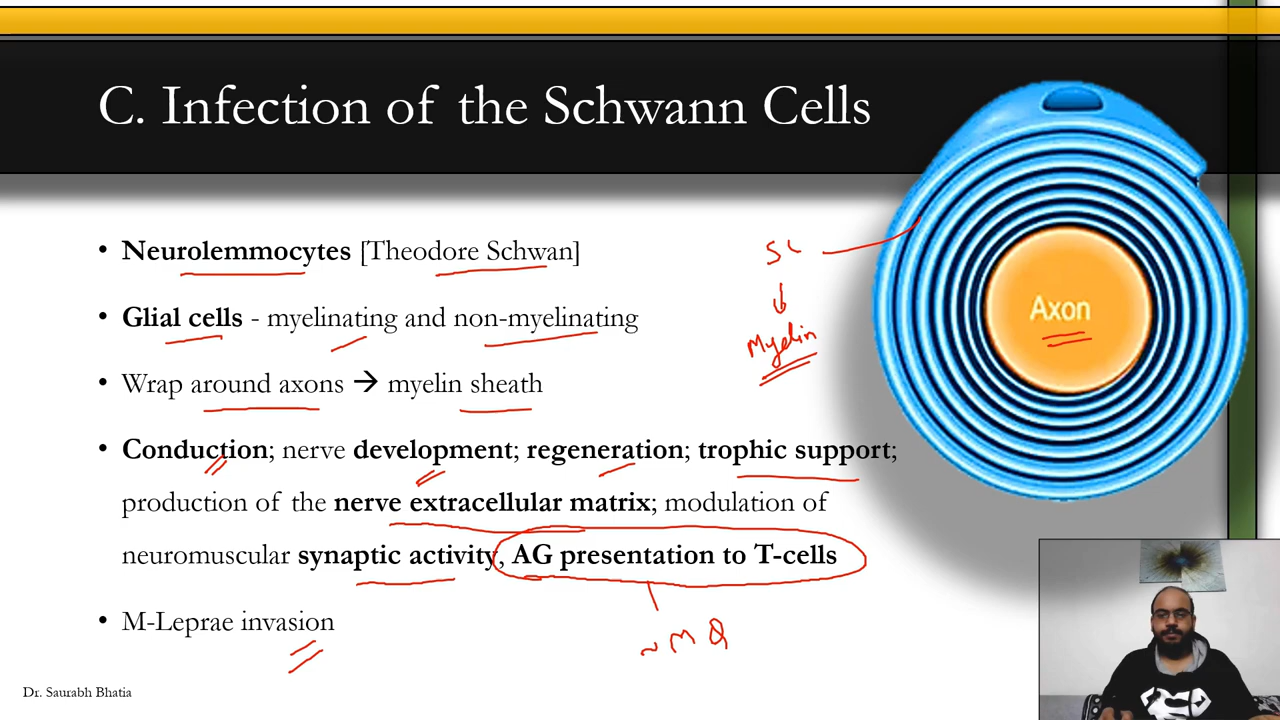 C. Infection of the Schwann Cells
• Neurolemmocytes [Theodore Schwan]
• Glial cells - myelinating and non-myelinating
• Wrap around axons → myelin sheath
• Conduction; nerve development; regeneration; trophic support;
production of the nerve extracellular matrix; modulation of
neuromuscular synaptic activity, AG presentation to T-cells
• M-Leprae invasion
SC
↓
Myelin
Axon
~ M
Dr. Saurabh Bhatia